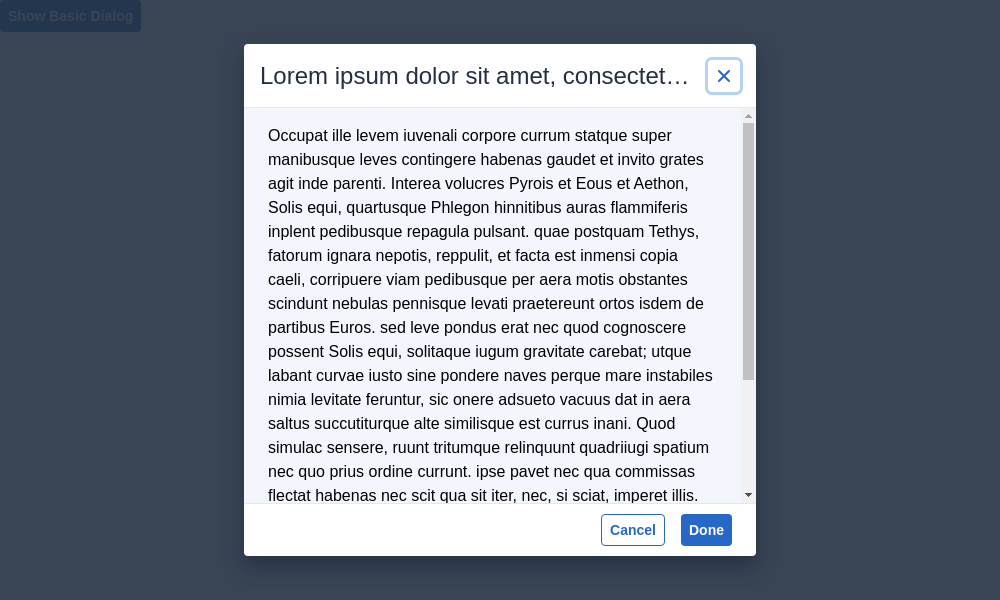 Show Basic Dialog
Lorem ipsum dolor sit amet, consectet…
Occupat ille levem iuvenali corpore currum statque super
manibusque leves contingere habenas gaudet et invito grates
agit inde parenti. Interea volucres Pyrois et Eous et Aethon,
Solis equi, quartusque Phlegon hinnitibus auras flammiferis
inplent pedibusque repagula pulsant. quae postquam Tethys,
fatorum ignara nepotis, reppulit, et facta est inmensi copia
caeli, corripuere viam pedibusque per aera motis obstantes
scindunt nebulas pennisque levati praetereunt ortos isdem de
partibus Euros. sed leve pondus erat nec quod cognoscere
possent Solis equi, solitaque iugum gravitate carebat; utque
labant curvae iusto sine pondere naves perque mare instabiles
nimia levitate feruntur, sic onere adsueto vacuus dat in aera
saltus succutiturque alte similisque est currus inani. Quod
simulac sensere, ruunt tritumque relinquunt quadriiugi spatium
nec quo prius ordine currunt. ipse pavet nec qua commissas
flectat habenas nec scit qua sit iter, nec, si sciat, imperet illis.
Cancel
Done